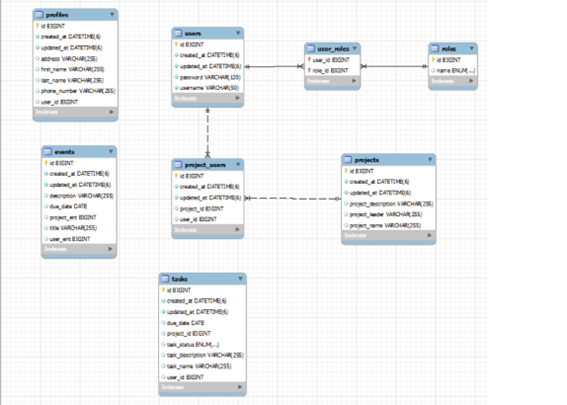 profiles
id BIGINT
created_at DATETIME(6)
updated_at DATETIME(6)
address VARCHAR(255)
first_name VARCHAR(255)
last_name VARCHAR(255)
phone_number VARCHAR(255)
user_id BIGINT
Indexes
users
id BIGINT
created_at DATETIME(6)
updated_at DATETIME(6)
password VARCHAR(120)
username VARCHAR(50)
Indexes
user_roles
user_id BIGINT
role_id BIGINT
Indexes
roles
id BIGINT
name ENUM(...)
Indexes
events
id BIGINT
created_at DATETIME(6)
updated_at DATETIME(6)
description VARCHAR(255)
due_date DATE
project_ent BIGINT
title VARCHAR(255)
user_ent BIGINT
Indexes
project_users
id BIGINT
created_at DATETIME(6)
updated_at DATETIME(6)
project_id BIGINT
user_id BIGINT
Indexes
projects
id BIGINT
created_at DATETIME(6)
updated_at DATETIME(6)
project_description VARCHAR(255)
project_leader VARCHAR(255)
project_name VARCHAR(255)
Indexes
tasks
id BIGINT
created_at DATETIME(6)
updated_at DATETIME(6)
due_date DATE
project_id BIGINT
task_status ENUM(...)
task_description VARCHAR(255)
task_name VARCHAR(255)
user_id BIGINT
Indexes